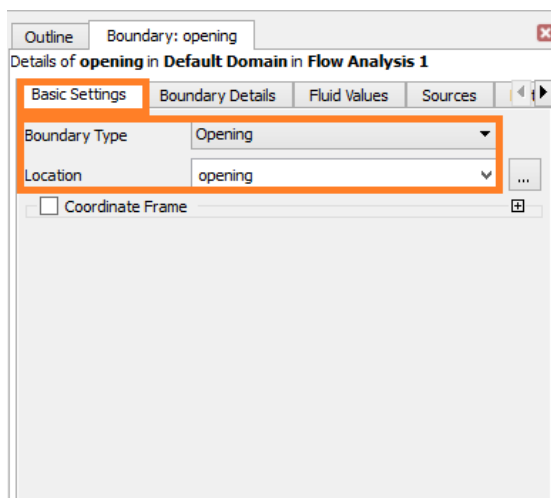 Outline Boundary: opening
Details of opening in Default Domain in Flow Analysis 1
Basic Settings Boundary Details Fluid Values Sources
Boundary Type Opening
Location opening ...
Coordinate Frame